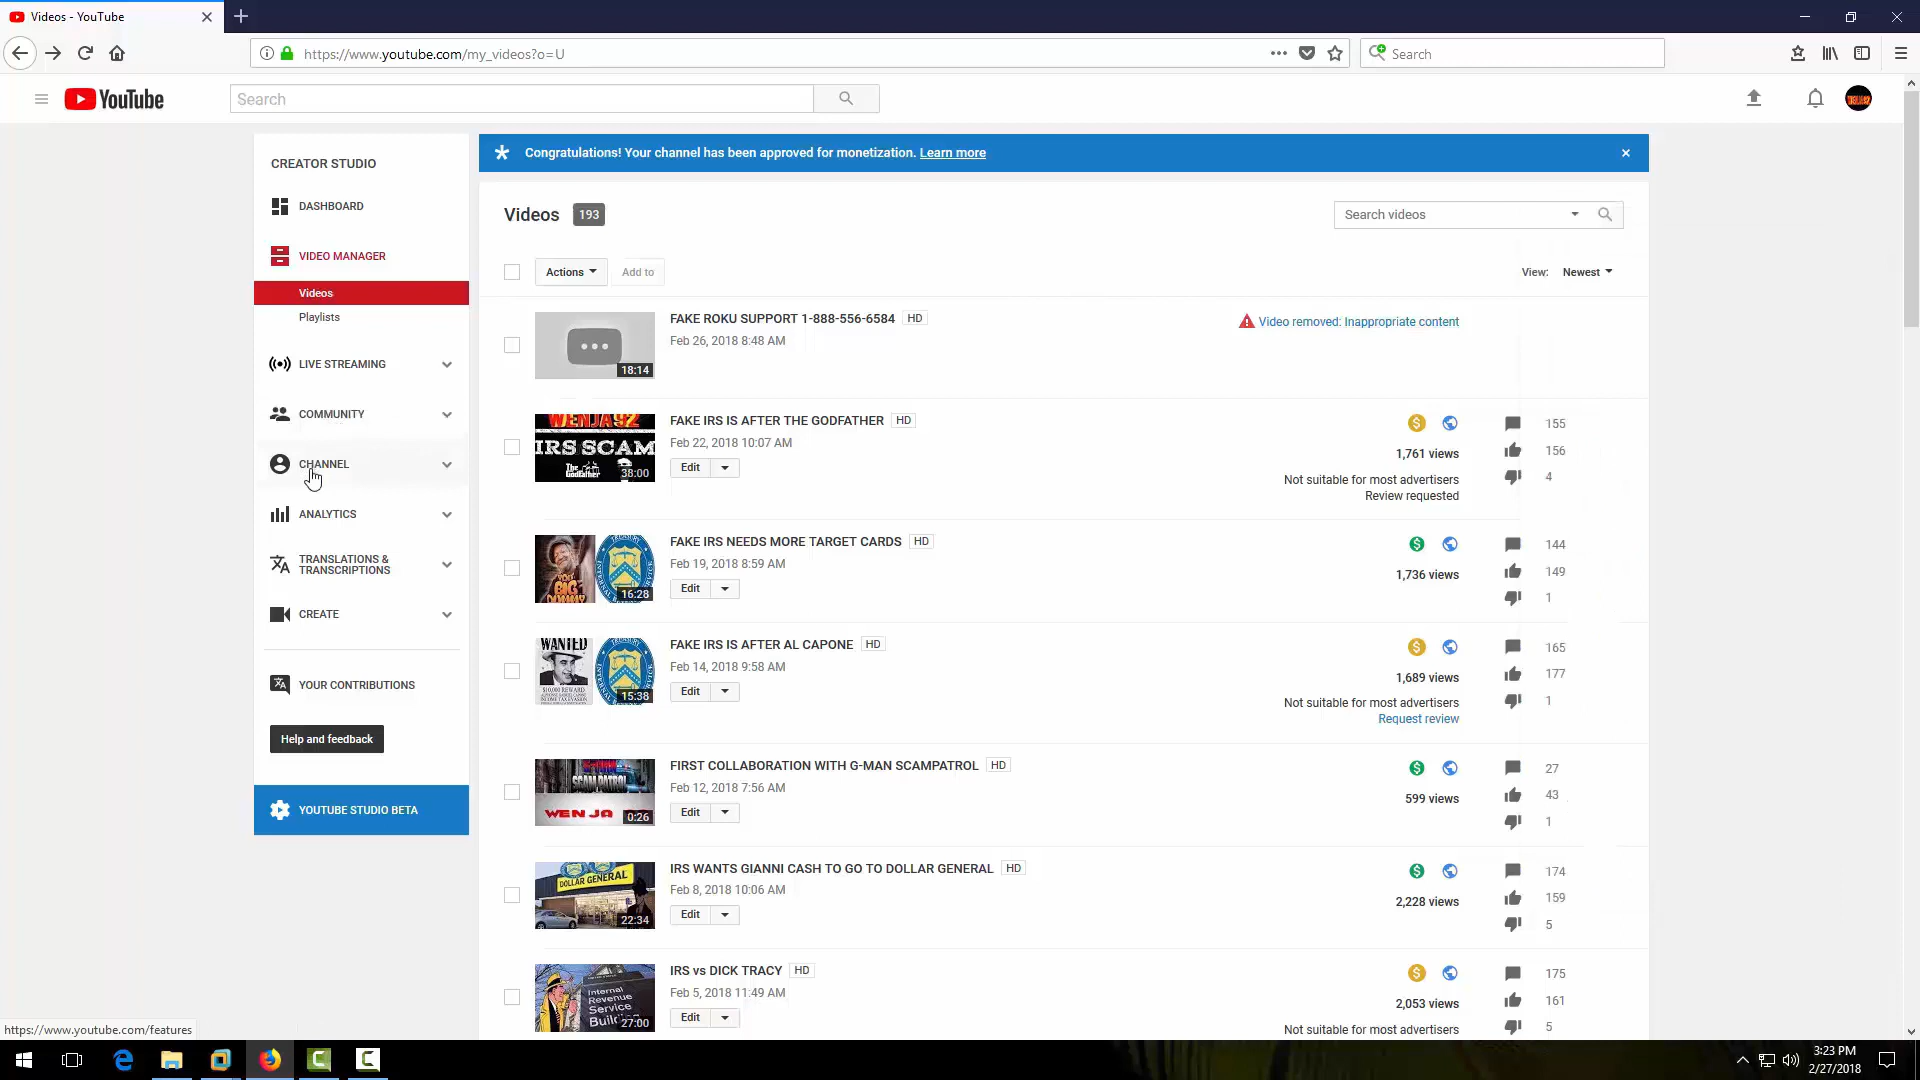 Videos - YouTube
https://www.youtube.com/my_videos?o=U
Search
YouTube
Search
CREATOR STUDIO
DASHBOARD
VIDEO MANAGER
Videos
Playlists
LIVE STREAMING
COMMUNITY
CHANNEL
ANALYTICS
TRANSLATIONS &
TRANSCRIPTIONS
CREATE
YOUR CONTRIBUTIONS
Help and feedback
YOUTUBE STUDIO BETA
Congratulations! Your channel has been approved for monetization. Learn more
Videos 193
Search videos
Actions
Add to
View: Newest
FAKE ROKU SUPPORT 1-888-556-6584 HD
Feb 26, 2018 8:48 AM
18:14
Video removed: Inappropriate content
WENJA92
IRS SCAM
The
Godfather
38:00
FAKE IRS IS AFTER THE GODFATHER HD
Feb 22, 2018 10:07 AM
Edit
1,761 views
Not suitable for most advertisers
Review requested
155
156
4
YOU
BIG
DUMMY
16:28
FAKE IRS NEEDS MORE TARGET CARDS HD
Feb 19, 2018 8:59 AM
Edit
1,736 views
144
149
1
WANTED
15:38
FAKE IRS IS AFTER AL CAPONE HD
Feb 14, 2018 9:58 AM
Edit
1,689 views
Not suitable for most advertisers
Request review
165
177
1
SCAM PATROL
WEN JA
0:26
FIRST COLLABORATION WITH G-MAN SCAMPATROL HD
Feb 12, 2018 7:56 AM
Edit
599 views
27
43
1
DOLLAR GENERAL
22:34
IRS WANTS GIANNI CASH TO GO TO DOLLAR GENERAL HD
Feb 8, 2018 10:06 AM
Edit
2,228 views
174
159
5
Internal
Revenue
Service
Build
27:00
IRS vs DICK TRACY HD
Feb 5, 2018 11:49 AM
Edit
2,053 views
Not suitable for most advertisers
175
161
5
https://www.youtube.com/features
3:23 PM
2/27/2018